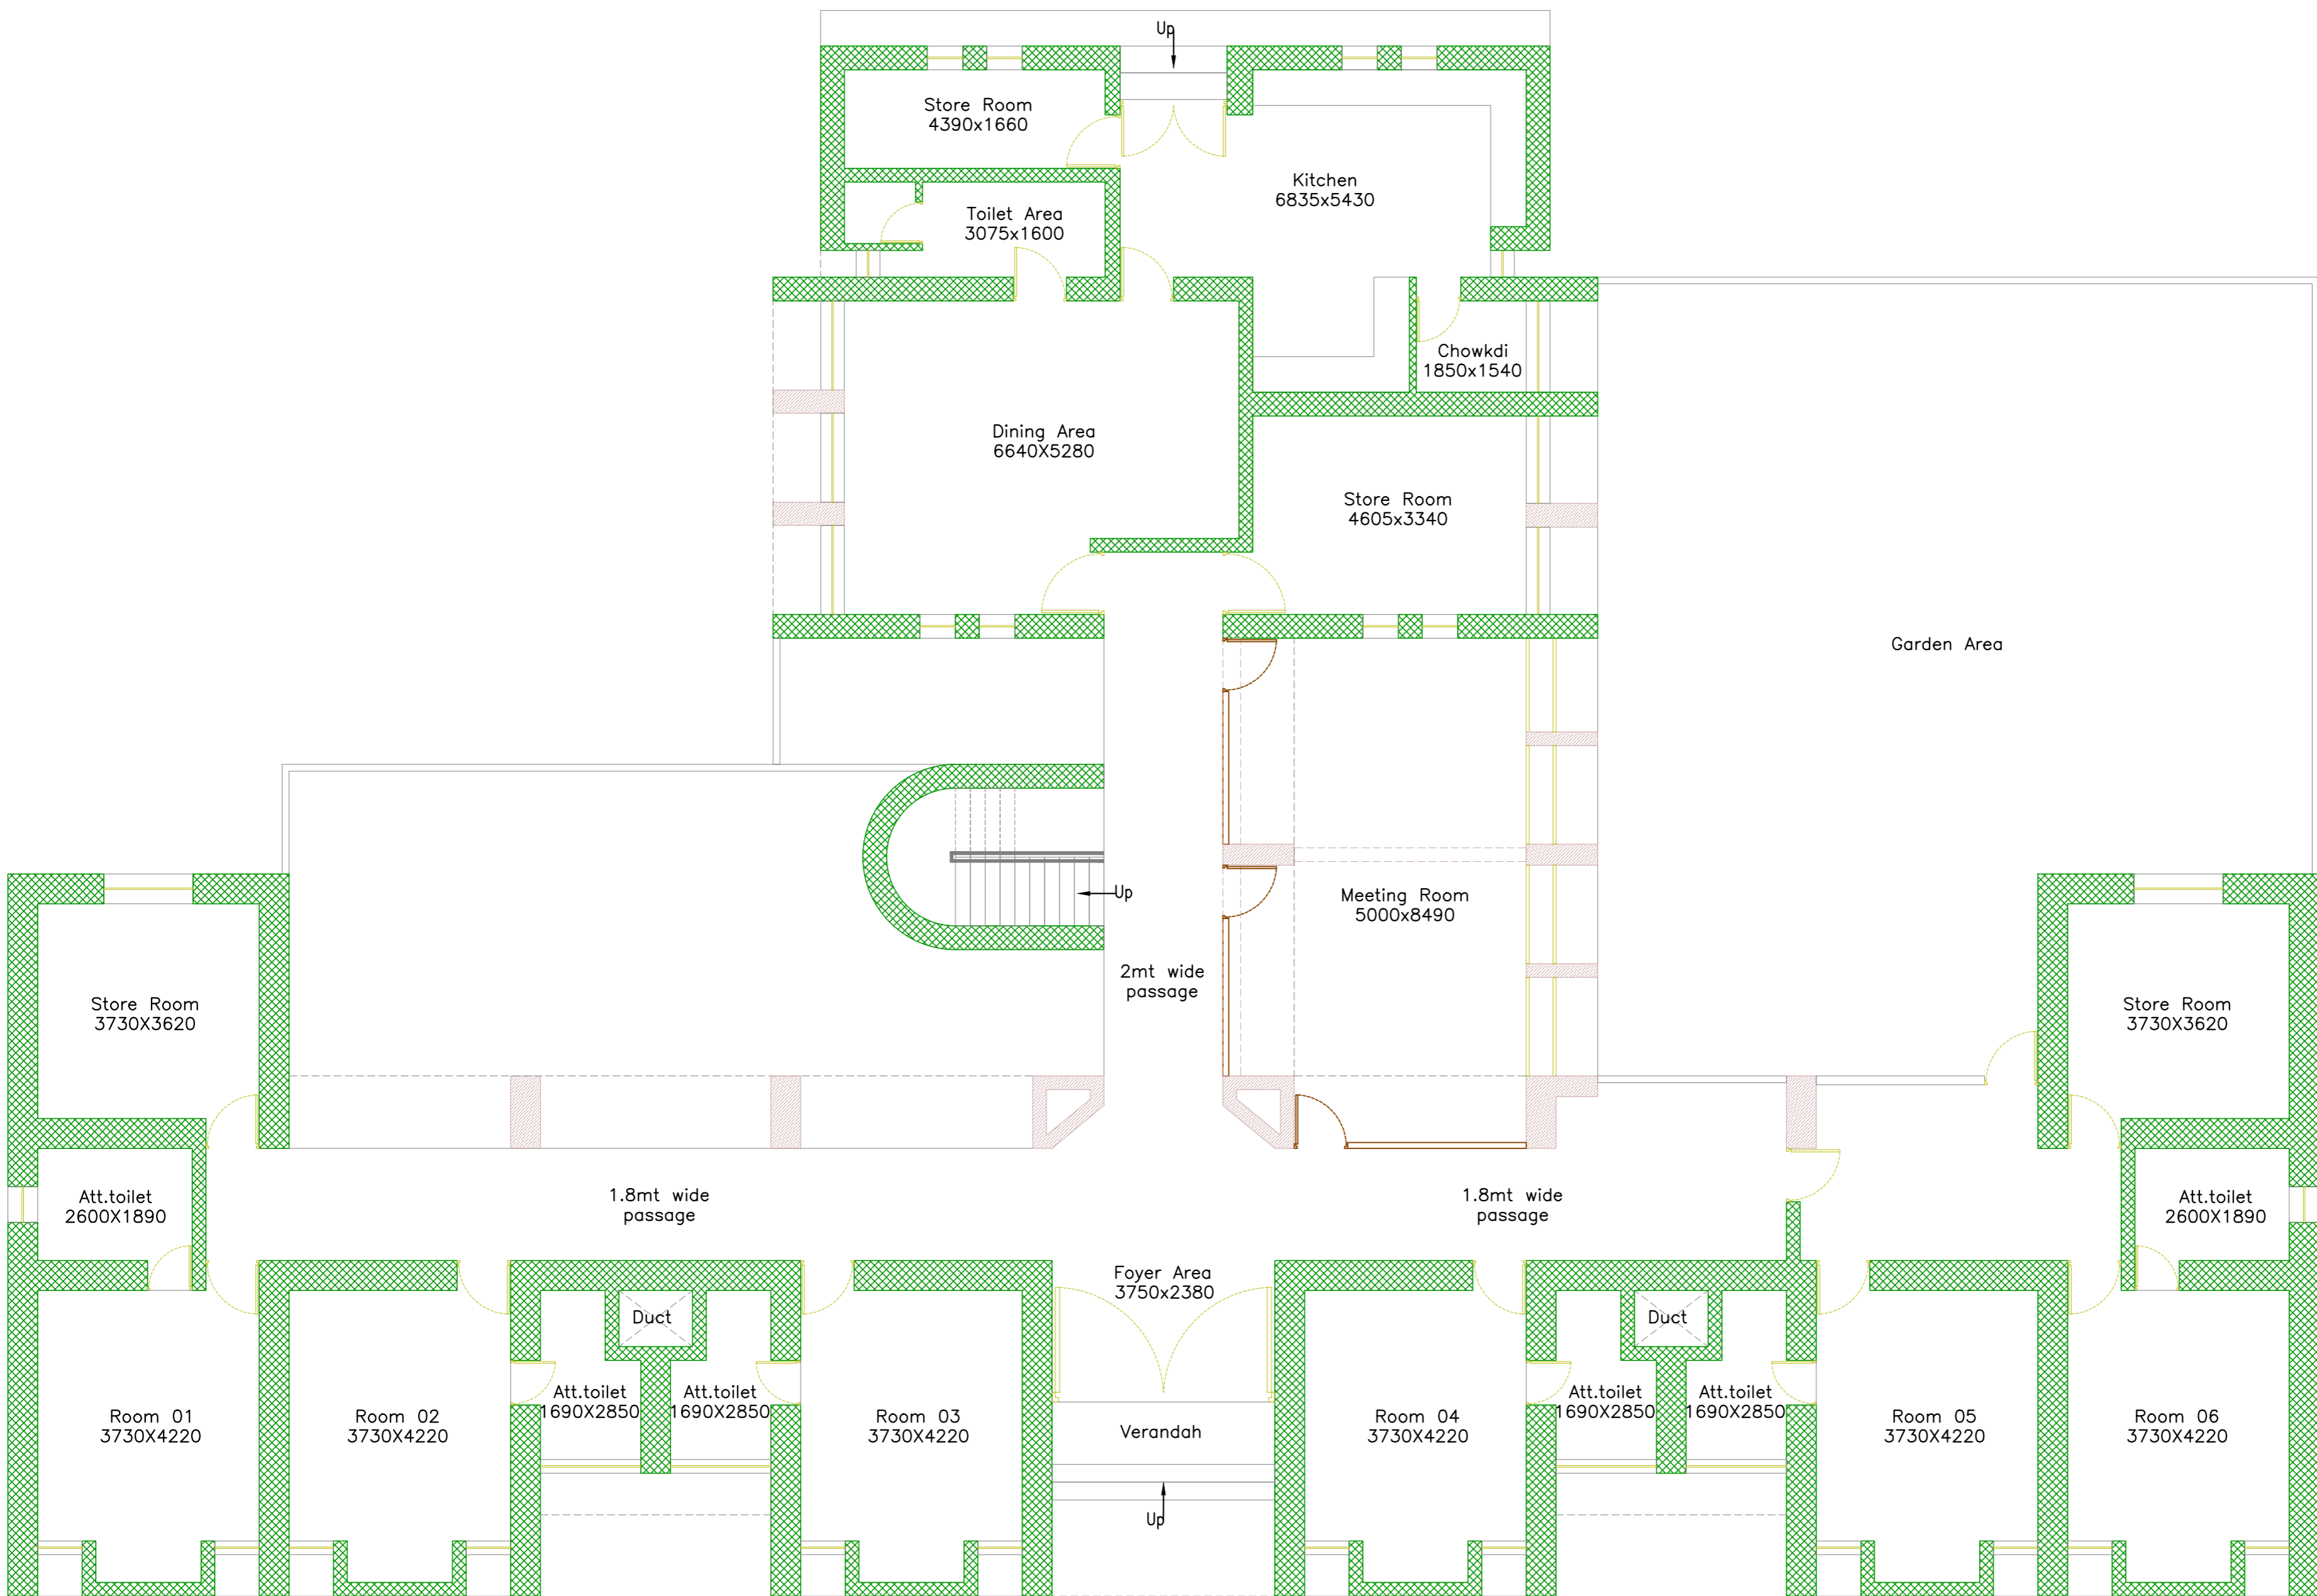 Up
Store Room
4390x1660
Kitchen
6835x5430
Toilet Area
3075x1600
Chowkdi
1850x1540
Dining Area
6640X5280
Store Room
4605x3340
Garden Area
Up
Meeting Room
5000x8490
2mt wide
passage
Store Room
3730X3620
Store Room
3730X3620
Att.toilet
2600X1890
1.8mt wide
passage
1.8mt wide
passage
Att.toilet
2600X1890
Foyer Area
3750x2380
Duct
Duct
Att.toilet
1690X2850
Att.toilet
1690X2850
Att.toilet
1690X2850
Att.toilet
1690X2850
Room 01
3730X4220
Room 02
3730X4220
Room 03
3730X4220
Verandah
Room 04
3730X4220
Room 05
3730X4220
Room 06
3730X4220
Up